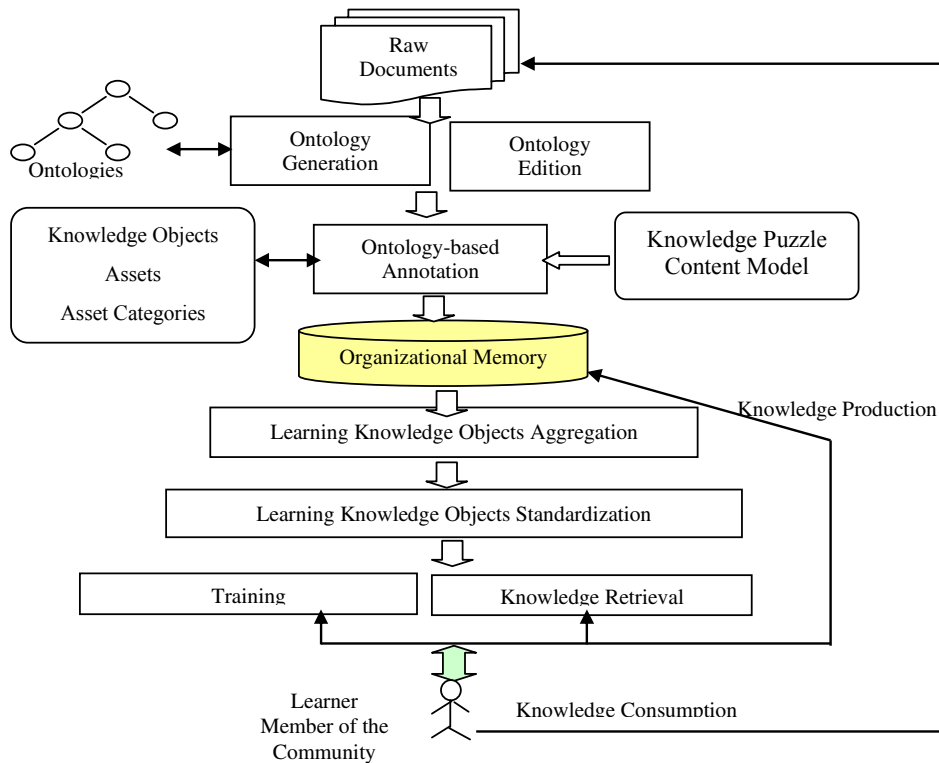 Raw
Documents
Ontology
Generation
Ontology
Edition
Ontologies
Knowledge Objects
Assets
Asset Categories
Ontology-based
Annotation
Knowledge Puzzle
Content Model
Organizational Memory
Knowledge Production
Learning Knowledge Objects Aggregation
Learning Knowledge Objects Standardization
Training
Knowledge Retrieval
Learner
Member of the
Community
Knowledge Consumption